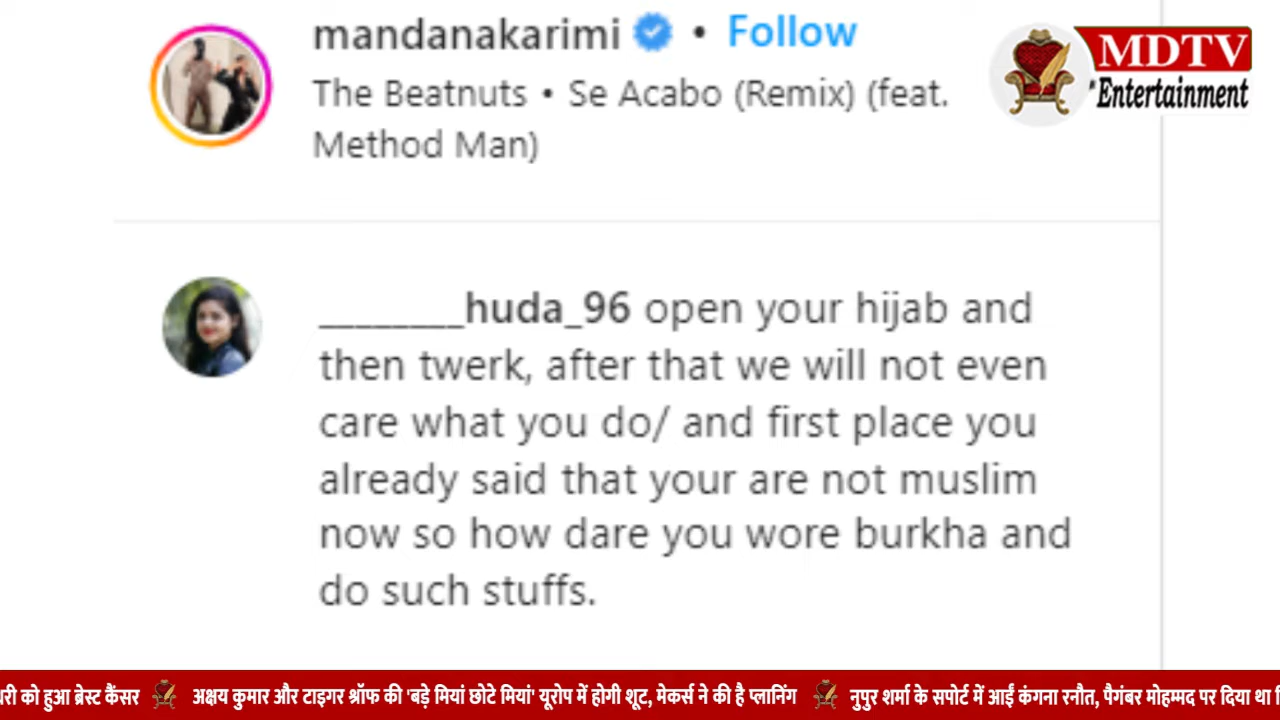 mandanakarimi • Follow
The Beatnuts • Se Acabo (Remix) (feat.
Method Man)
MDTV
Entertainment
________huda_96 open your hijab and
then twerk, after that we will not even
care what you do/ and first place you
already said that your are not muslim
now so how dare you wore burkha and
do such stuffs.
को हुआ ब्रेस्ट कैंसर अक्षय कुमार और टाइगर श्रॉफ की 'बड़े मियां छोटे मियां' यूरोप में होगी शूट, मेकर्स ने की है प्लानिंग नुपुर शर्मा के सपोर्ट में आईं कंगना रनौत, पैगंबर मोहम्मद पर दिया था